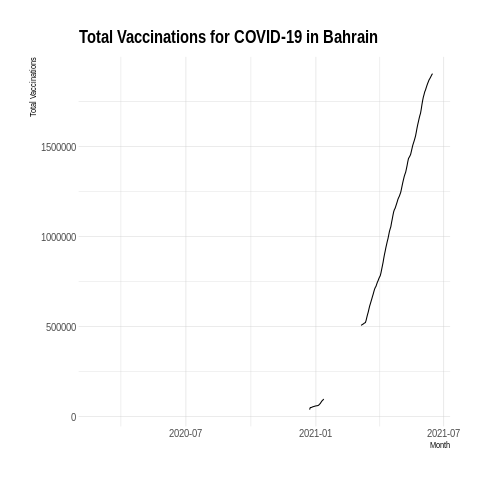 Total Vaccinations for COVID-19 in Bahrain
Total Vaccinations
1500000
1000000
500000
0
2020-07
2021-01
2021-07
Month